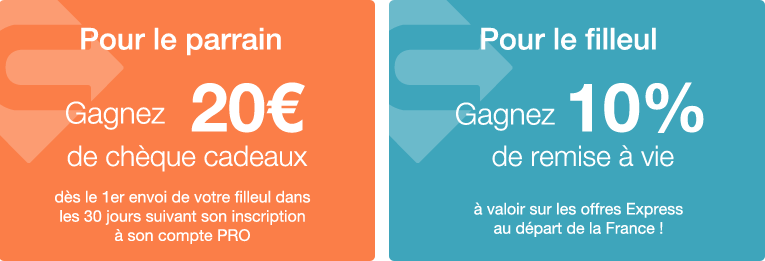 Pour le parrain
Gagnez 20€
de chèque cadeaux
dès le 1er envoi de votre filleul dans
les 30 jours suivant son inscription
à son compte PRO
Pour le filleul
Gagnez 10%
de remise à vie
à valoir sur les offres Express
au départ de la France !